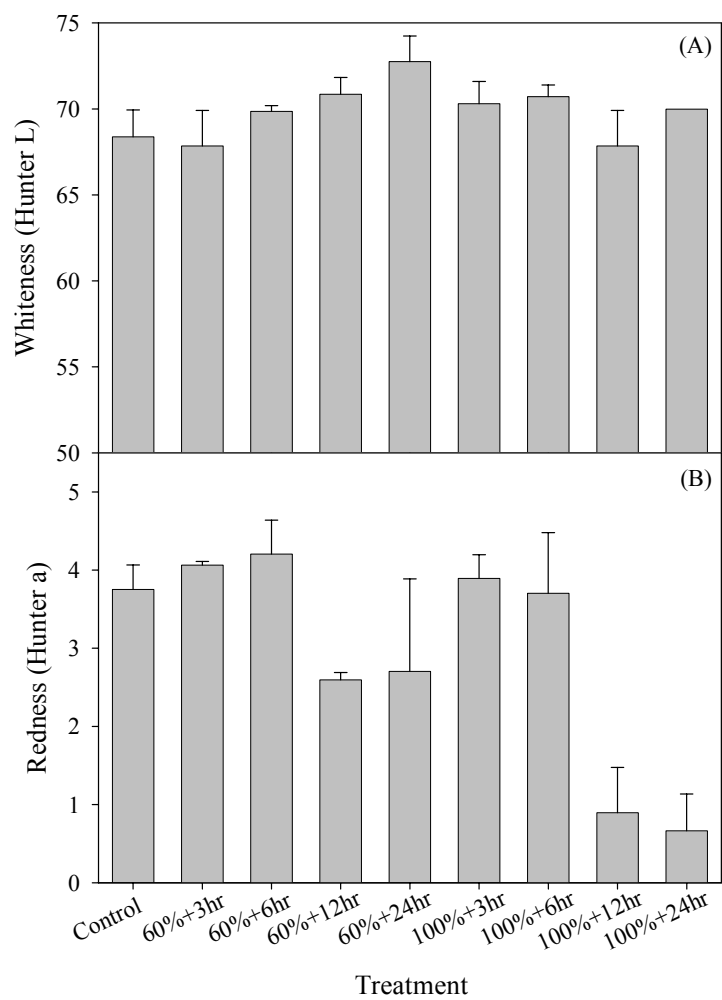 75
(A)
70
65
60
55
50
Whiteness (Hunter L)
(B)
5
4
3
2
1
0
Redness (Hunter a)
Control
60%+3hr
60%+6hr
60%+12hr
60%+24hr
100%+3hr
100%+6hr
100%+12hr
100%+24hr
Treatment